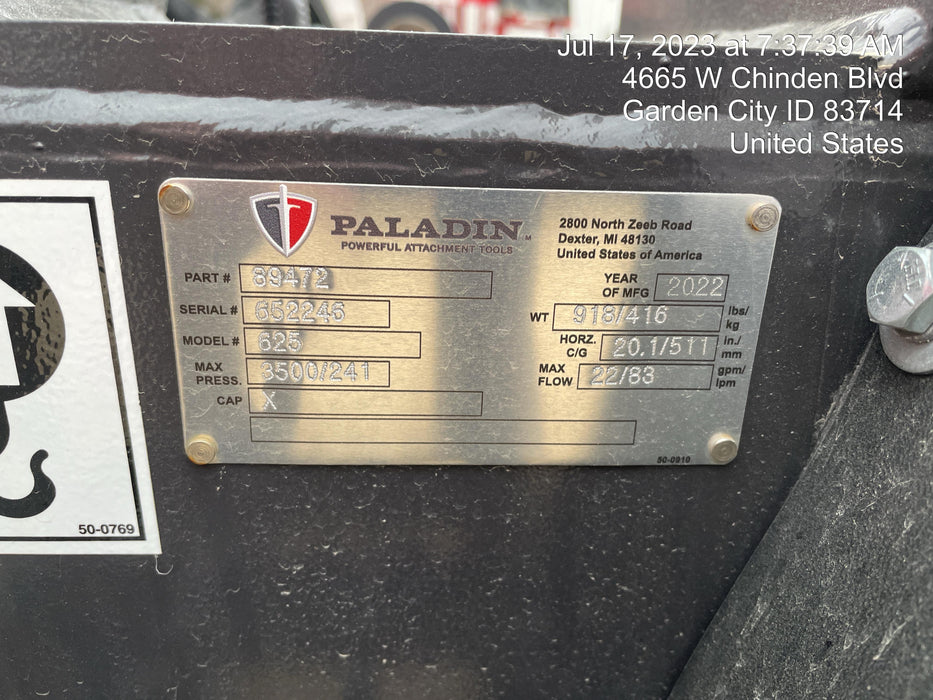 Jul 17, 2023 at 7:37:39 AM
4665 W Chinden Blvd
Garden City ID 83714
United States
PALADIN™
POWERFUL ATTACHMENT TOOLS
2800 North Zeeb Road
Dexter, MI 48130
United States of America
PART # 89472
YEAR OF MFG 2022
SERIAL # 652245
WT 918/416 lbs/kg
MODEL # 625
HORZ. C/G 20.1/511 in./mm
MAX PRESS. 3500/241
MAX FLOW 22/83 gpm/lpm
CAP X
50-0910
50-0769